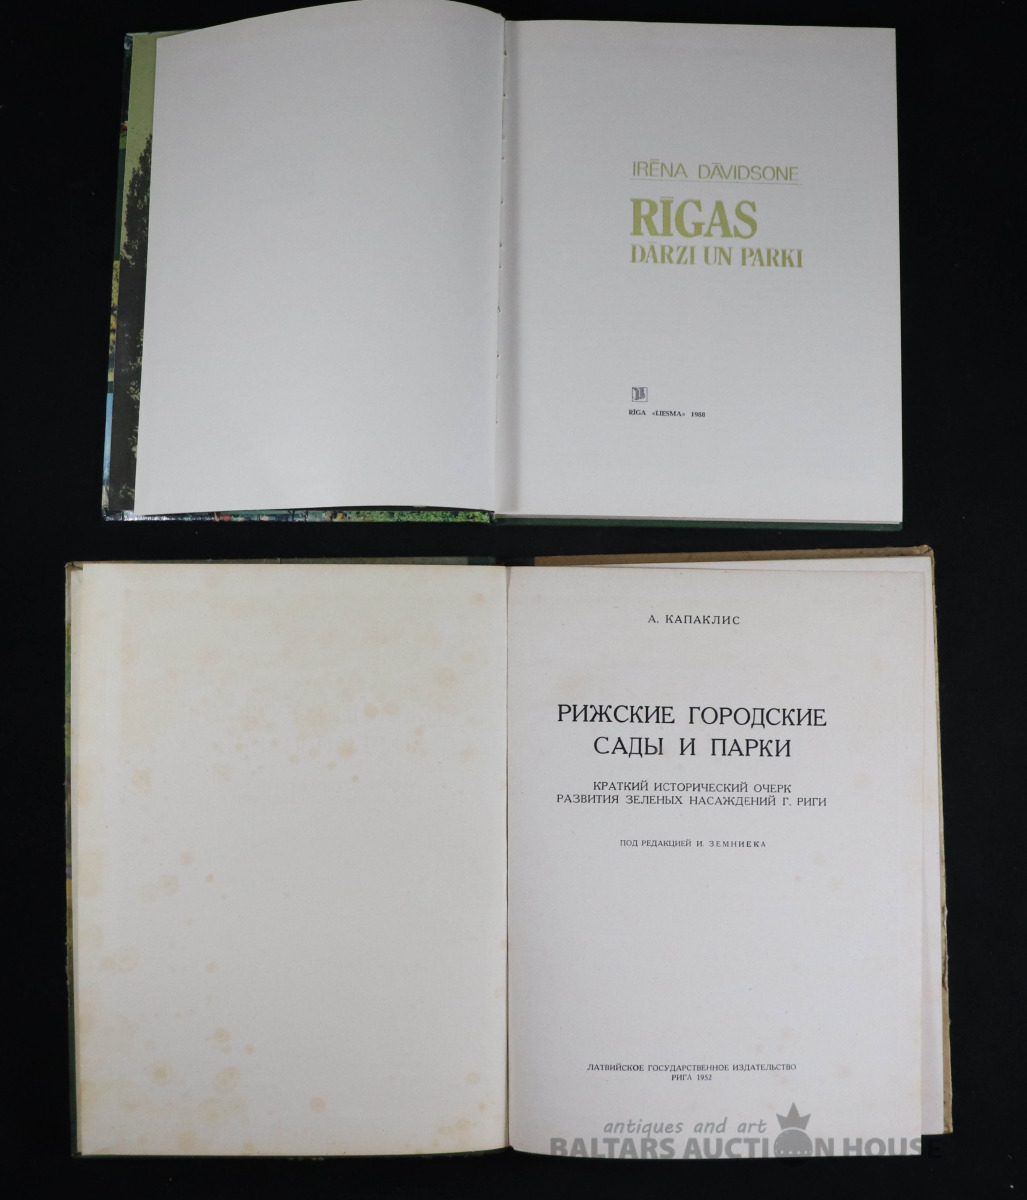 IRĒNA DĀVIDSONE
RĪGAS
DĀRZI UN PARKI
RĪGA «LIESMA» 1988
А. КАПАКЛИС
РИЖСКИЕ ГОРОДСКИЕ
САДЫ И ПАРКИ
КРАТКИЙ ИСТОРИЧЕСКИЙ ОЧЕРК
РАЗВИТИЯ ЗЕЛЕНЫХ НАСАЖДЕНИЙ Г. РИГИ
ПОД РЕДАКЦИЕЙ И. ЗЕМНИЕКА
ЛАТВИЙСКОЕ ГОСУДАРСТВЕННОЕ ИЗДАТЕЛЬСТВО
РИГА 1952
antiques and art
BALTARS AUCTION HOUSE